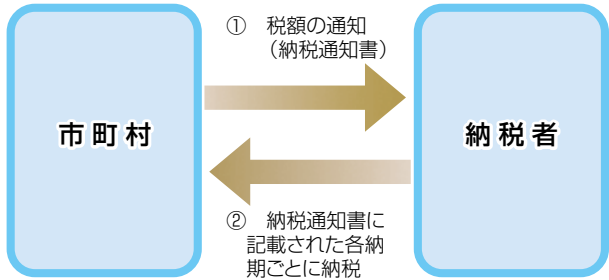 ① 税額の通知
（納税通知書）
市町村
納税者
② 納税通知書に
記載された各納
期ごとに納税